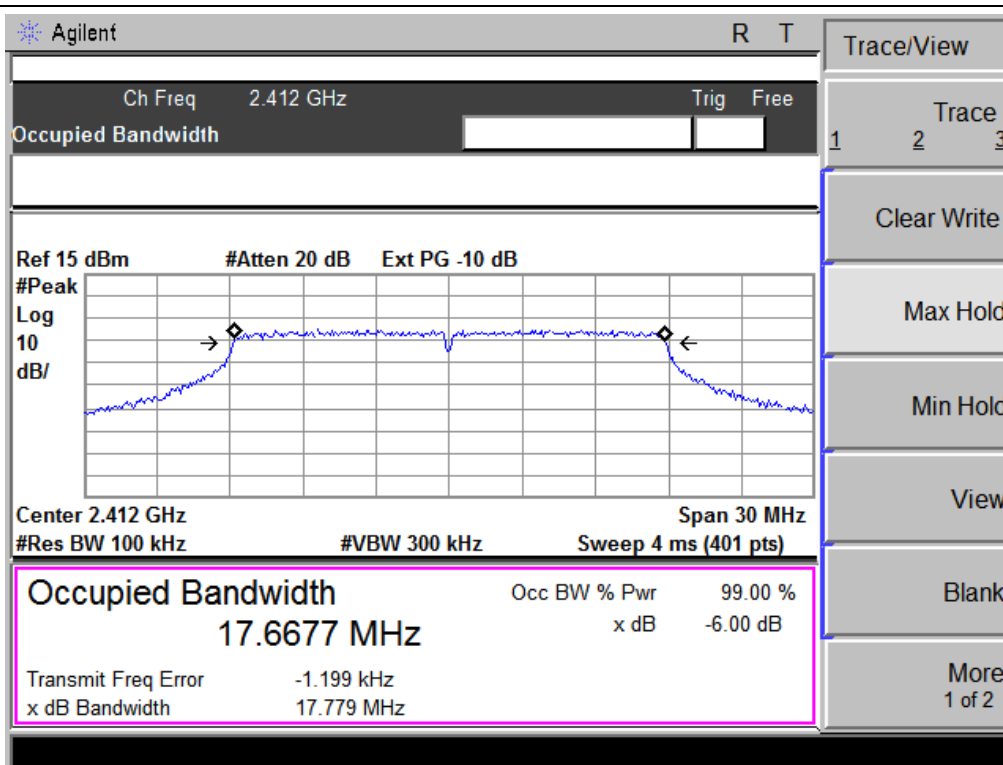 Agilent R T
Ch Freq 2.412 GHz Trig Free
Occupied Bandwidth
Ref 15 dBm #Atten 20 dB Ext PG -10 dB
#Peak
Log
10
dB/
Center 2.412 GHz Span 30 MHz
#Res BW 100 kHz #VBW 300 kHz Sweep 4 ms (401 pts)
Occupied Bandwidth Occ BW % Pwr 99.00 %
17.6677 MHz x dB -6.00 dB
Transmit Freq Error -1.199 kHz
x dB Bandwidth 17.779 MHz
Trace/View
Trace
1 2 3
Clear Write
Max Hold
Min Hold
View
Blank
More
1 of 2